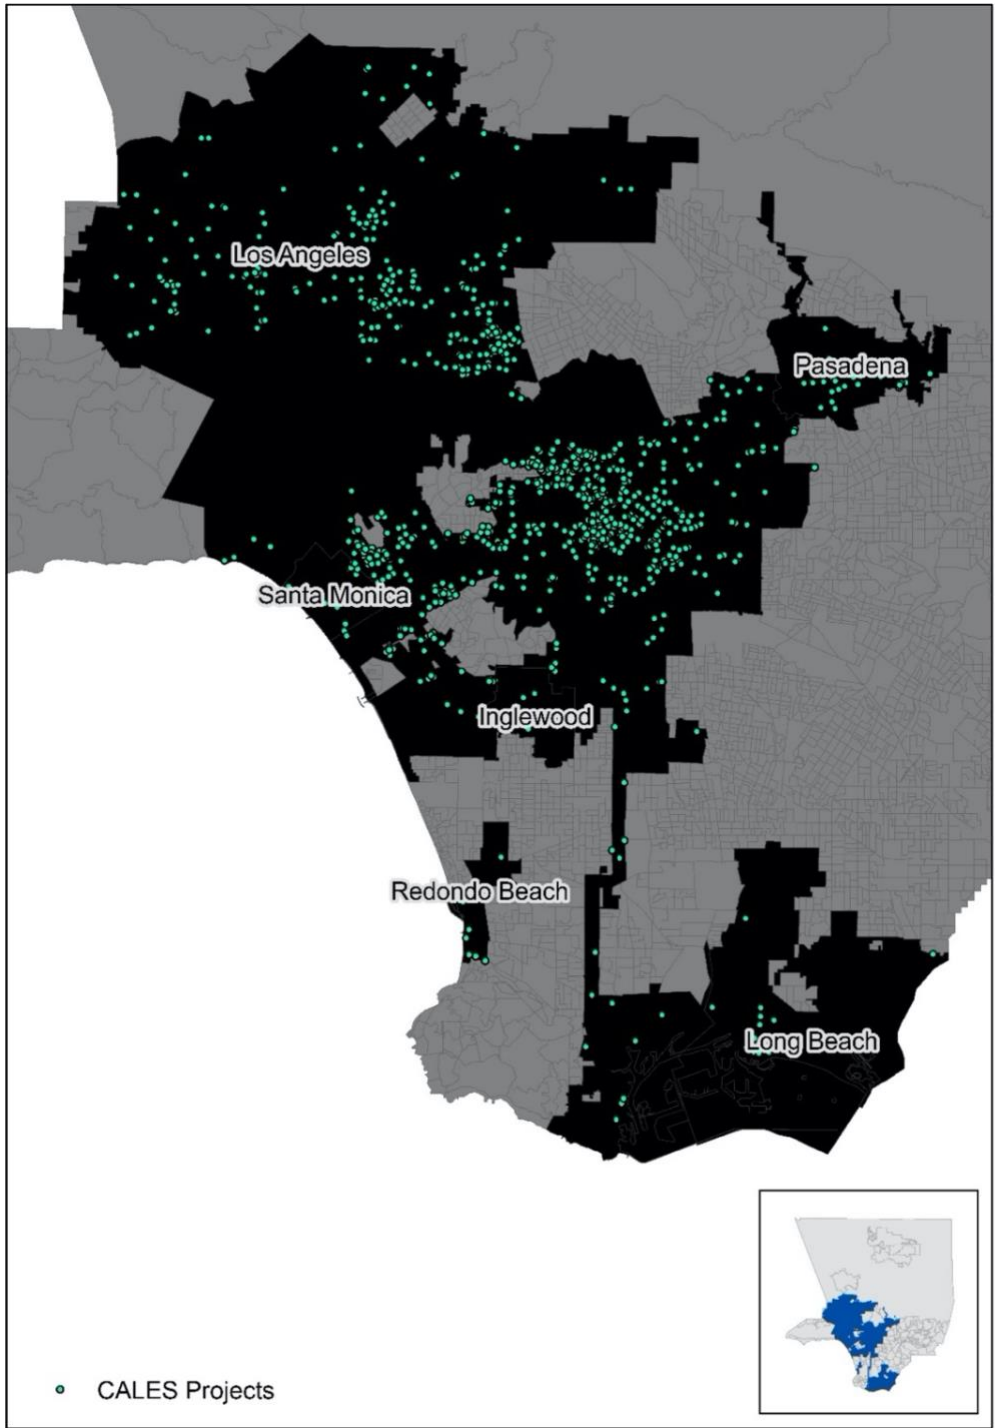 Los Angeles
Pasadena
Santa Monica
Inglewood
Redondo Beach
Long Beach
CALES Projects